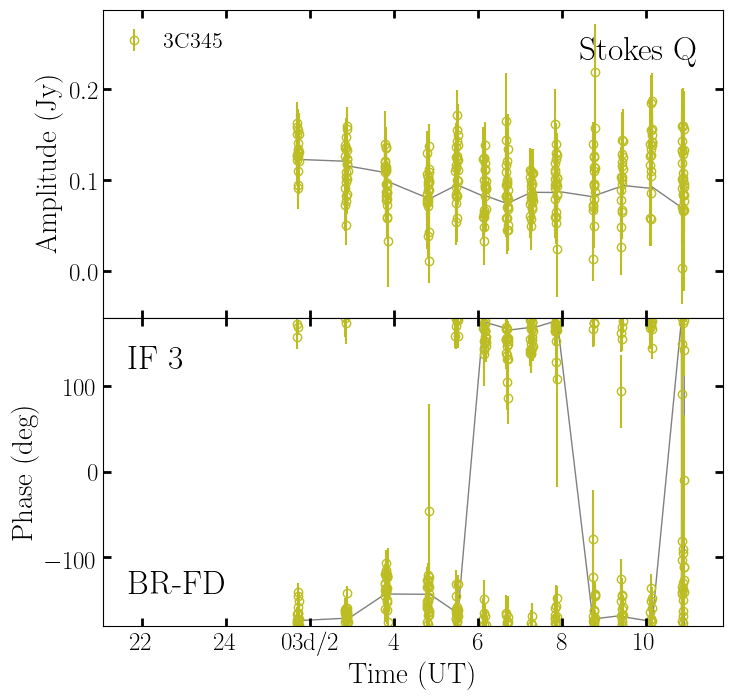 3C345
Stokes Q
Amplitude (Jy)
0.2
0.1
0.0
IF 3
BR-FD
Phase (deg)
100
0
−100
22 24 03d/2 4 6 8 10
Time (UT)